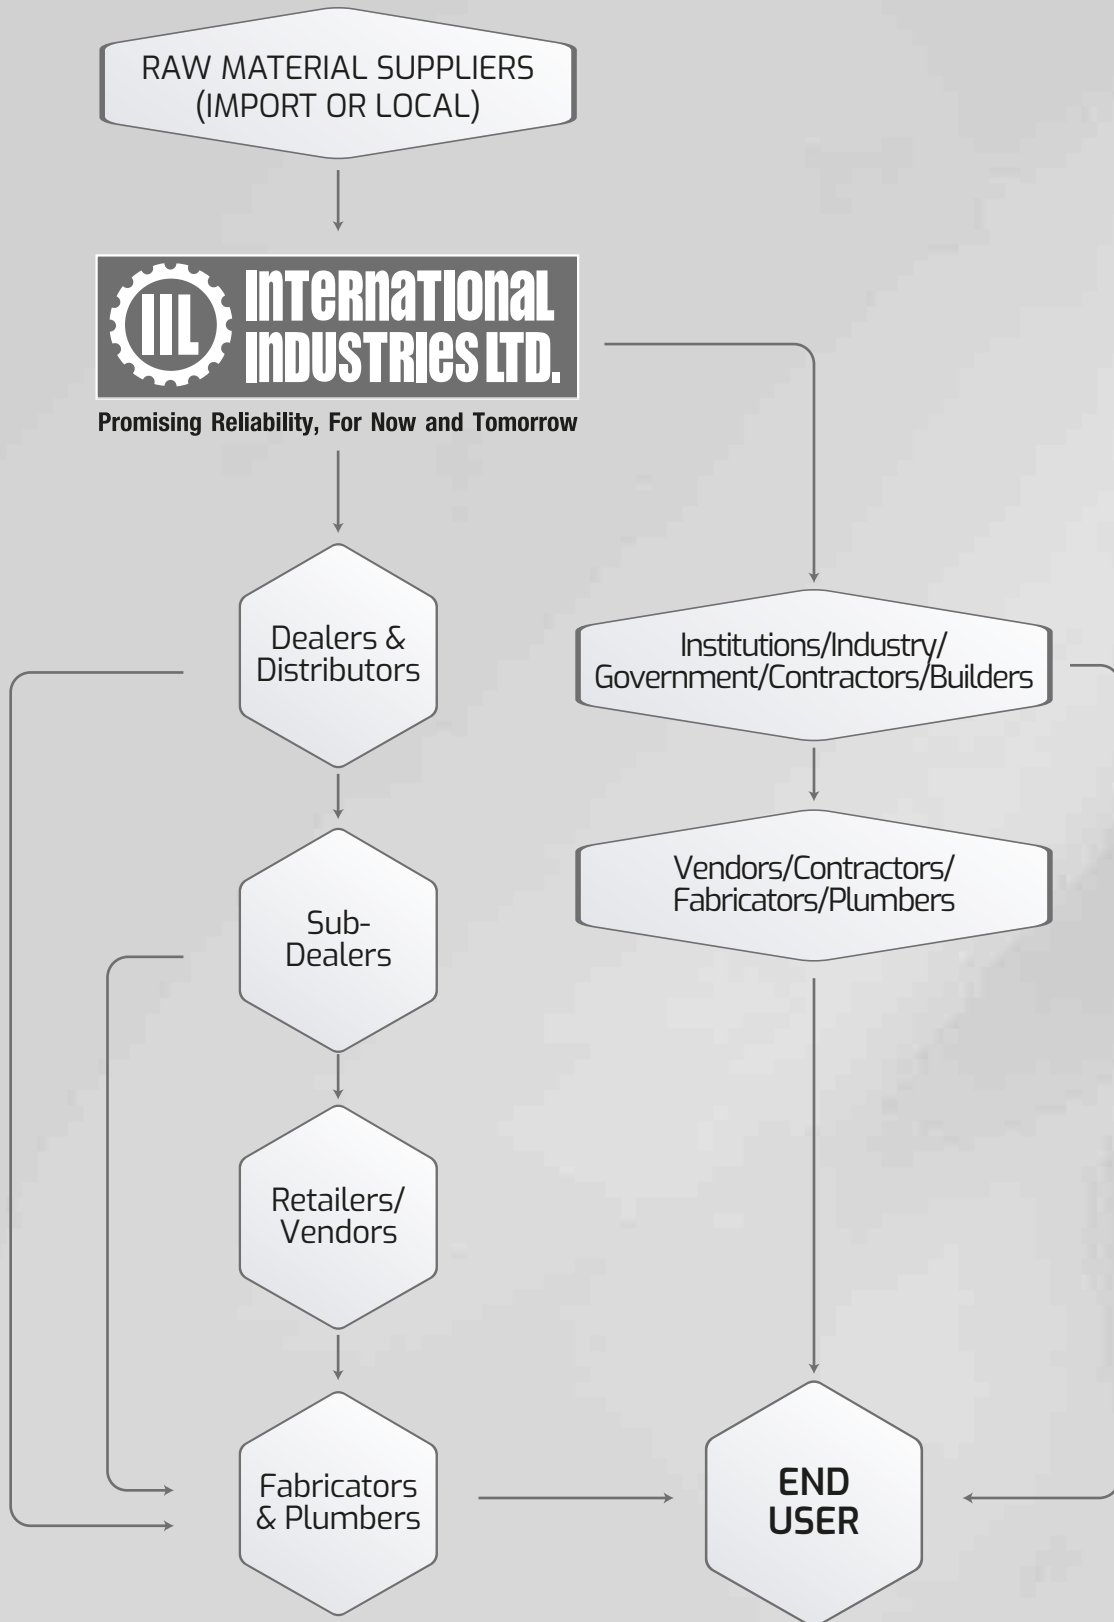 RAW MATERIAL SUPPLIERS
(IMPORT OR LOCAL)
IIL
InTeRnaTIonal
InDUSTRIes LTD.
Promising Reliability, For Now and Tomorrow
Dealers &
Distributors
Institutions/Industry/
Government/Contractors/Builders
Sub-
Dealers
Vendors/Contractors/
Fabricators/Plumbers
Retailers/
Vendors
Fabricators
& Plumbers
END
USER